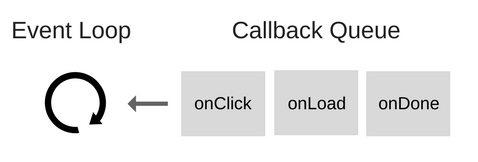 Event Loop
Callback Queue
onClick
onLoad
onDone